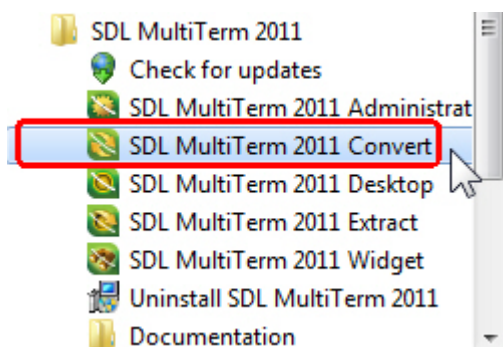 SDL MultiTerm 2011
Check for updates
SDL MultiTerm 2011 Administrat
SDL MultiTerm 2011 Convert
SDL MultiTerm 2011 Desktop
SDL MultiTerm 2011 Extract
SDL MultiTerm 2011 Widget
Uninstall SDL MultiTerm 2011
Documentation